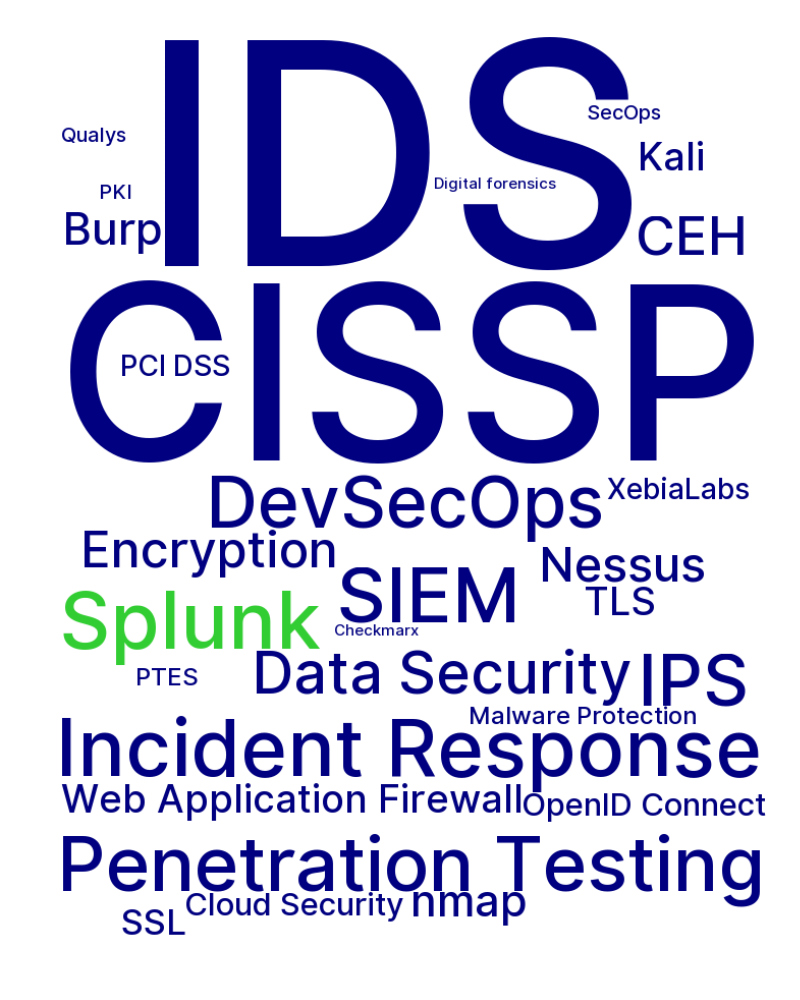 IDS
SecOps
Qualys
Kali
Digital forensics
PKI
Burp
CEH
CISSP
PCI DSS
DevSecOps
XebiaLabs
Encryption
Nessus
SIEM
TLS
Splunk
Checkmarx
Data Security
IPS
PTES
Malware Protection
Incident Response
Web Application Firewall
OpenID Connect
Penetration Testing
Cloud Security
nmap
SSL